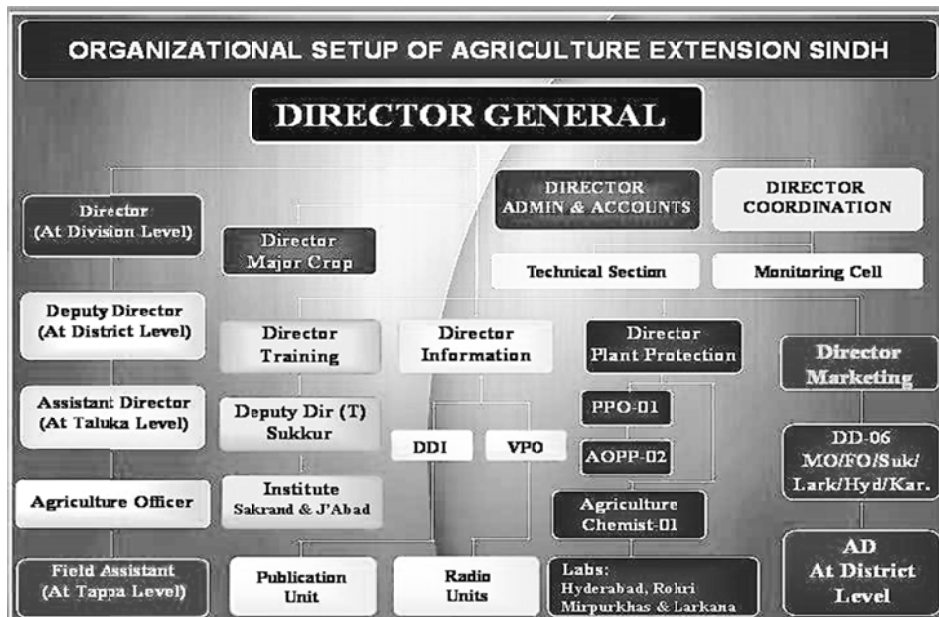 ORGANIZATIONAL SETUP OF AGRICULTURE EXTENSION SINDH
DIRECTOR GENERAL
DIRECTOR
ADMIN & ACCOUNTS
DIRECTOR
COORDINATION
Director
(At Division Level)
Director
Major Crop
Technical Section
Monitoring Cell
Deputy Director
(At District Level)
Director
Training
Director
Information
Director
Plant Protection
Director
Marketing
Assistant Director
(At Taluka Level)
Deputy Dir (T)
Sukkur
DDI
VPO
PPO-01
AOPP-02
DD-06
MO/FO/Suk/
Lark/Hyd/Kar.
Agriculture Officer
Institute
Sakrand & J'Abad
Agriculture
Chemist-01
Field Assistant
(At Tappa Level)
Publication
Unit
Radio
Units
Labs:
Hyderabad, Rohri
Mirpurkhas & Larkana
AD
At District
Level